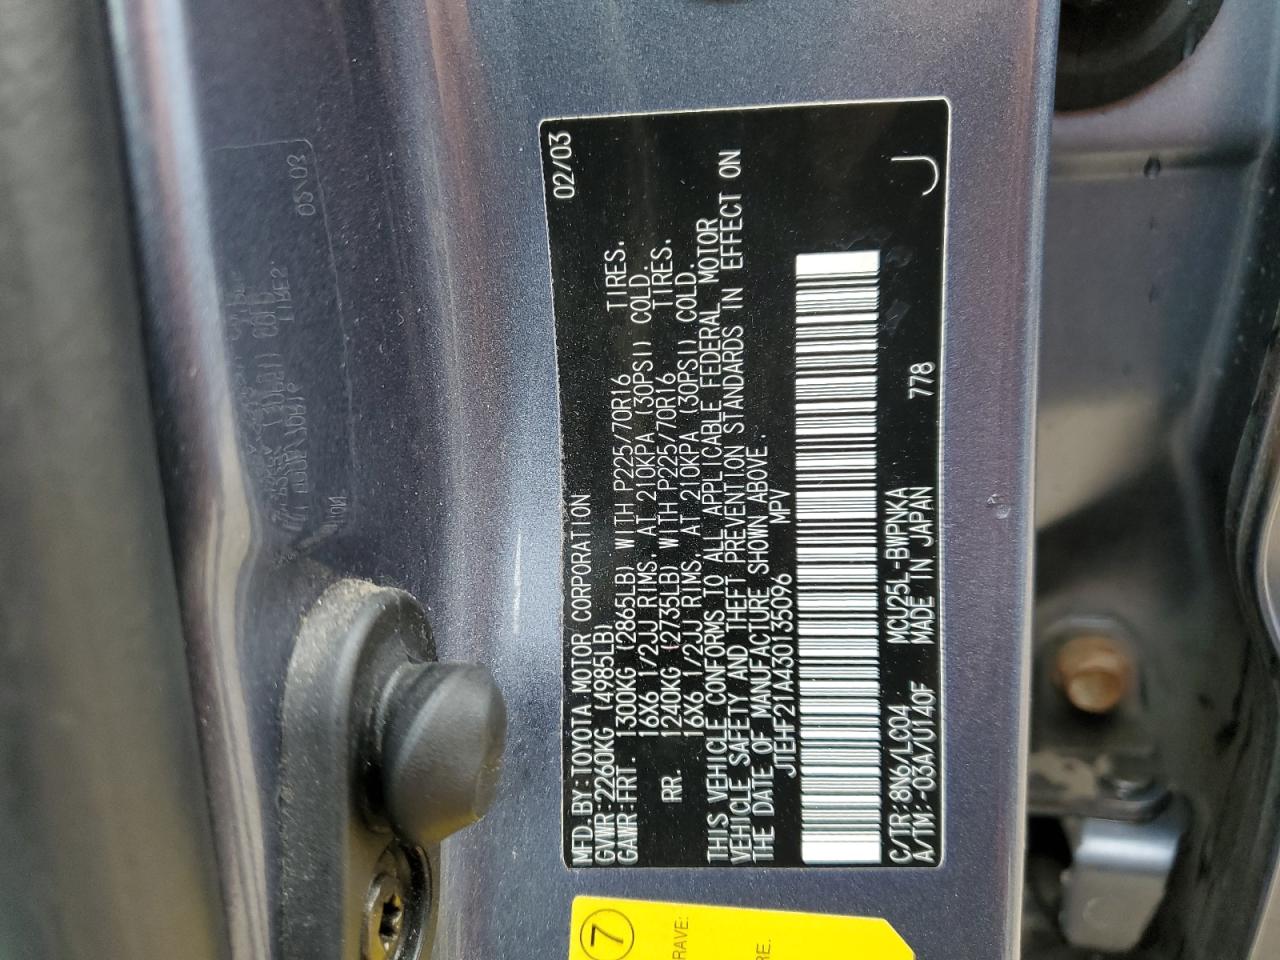 MFD.BY:TOYOTA MOTOR CORPORATION 02/03
GVWR:2260KG (4985LB)
GAWR:FRT. 1300KG (2865LB) WITH P225/70R16 TIRES.
16X6 1/2JJ RIMS, AT 210KPA (30PSI) COLD.
RR. 1240KG (2735LB) WITH P225/70R16 TIRES.
16X6 1/2JJ RIMS, AT 210KPA (30PSI) COLD.
THIS VEHICLE CONFORMS TO ALL APPLICABLE FEDERAL MOTOR
VEHICLE SAFETY AND THEFT PREVENTION STANDARDS IN EFFECT ON
THE DATE OF MANUFACTURE SHOWN ABOVE.
JTEHF21A430135096 MPV
C/TR:8N6/LC04 MCU25L-BWPNKA
A/TM:-03A/U140F MADE IN JAPAN 778 J
7
RAVE:
RE.